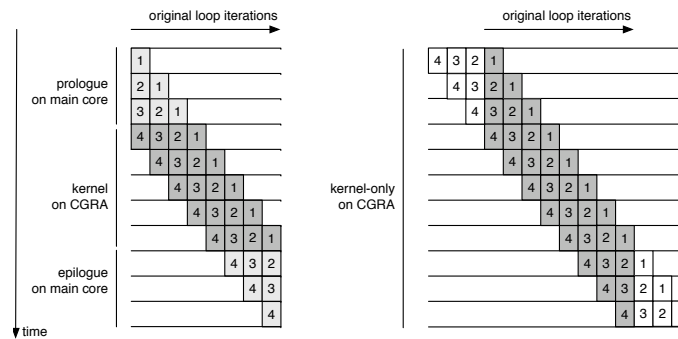 original loop iterations
prologue
on main core
kernel
on CGRA
epilogue
on main core
1
2 1
3 2 1
4 3 2 1
4 3 2 1
4 3 2 1
4 3 2 1
4 3 2 1
4 3 2
4 3
4
time
original loop iterations
kernel-only
on CGRA
4 3 2 1
4 3 2 1
4 3 2 1
4 3 2 1
4 3 2 1
4 3 2 1
4 3 2 1
4 3 2 1
4 3 2 1
4 3 2 1
4 3 2